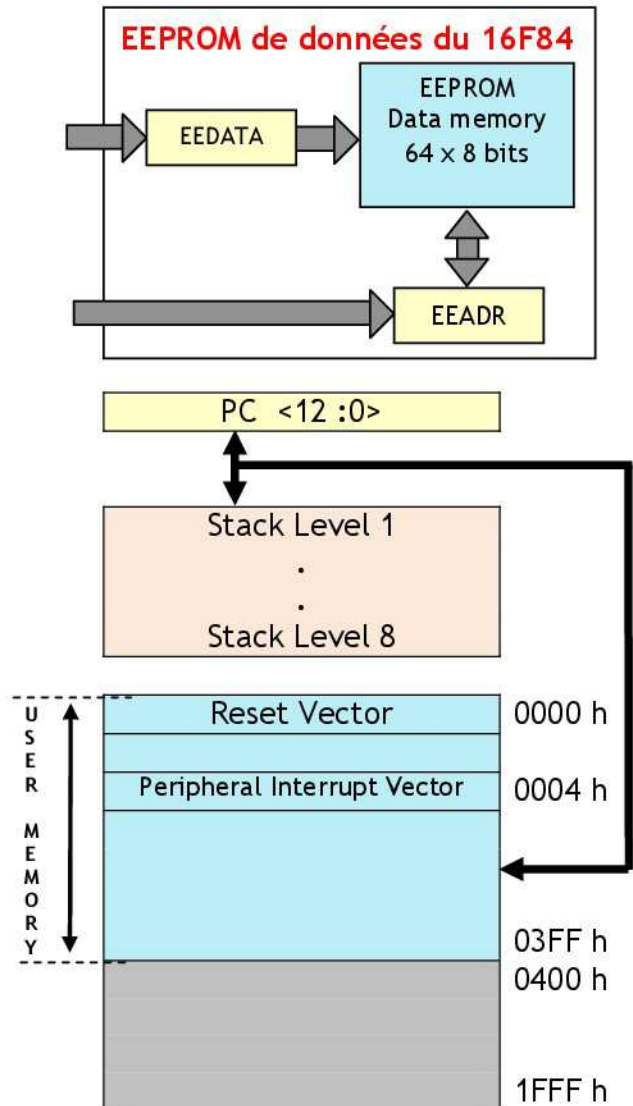 EEPROM de données du 16F84
EEPROM
Data memory
64 x 8 bits
EEDATA
EEADR
PC <12 :0>
Stack Level 1
.
.
Stack Level 8
USER MEMORY
Reset Vector
0000 h
Peripheral Interrupt Vector
0004 h
03FF h
0400 h
1FFF h